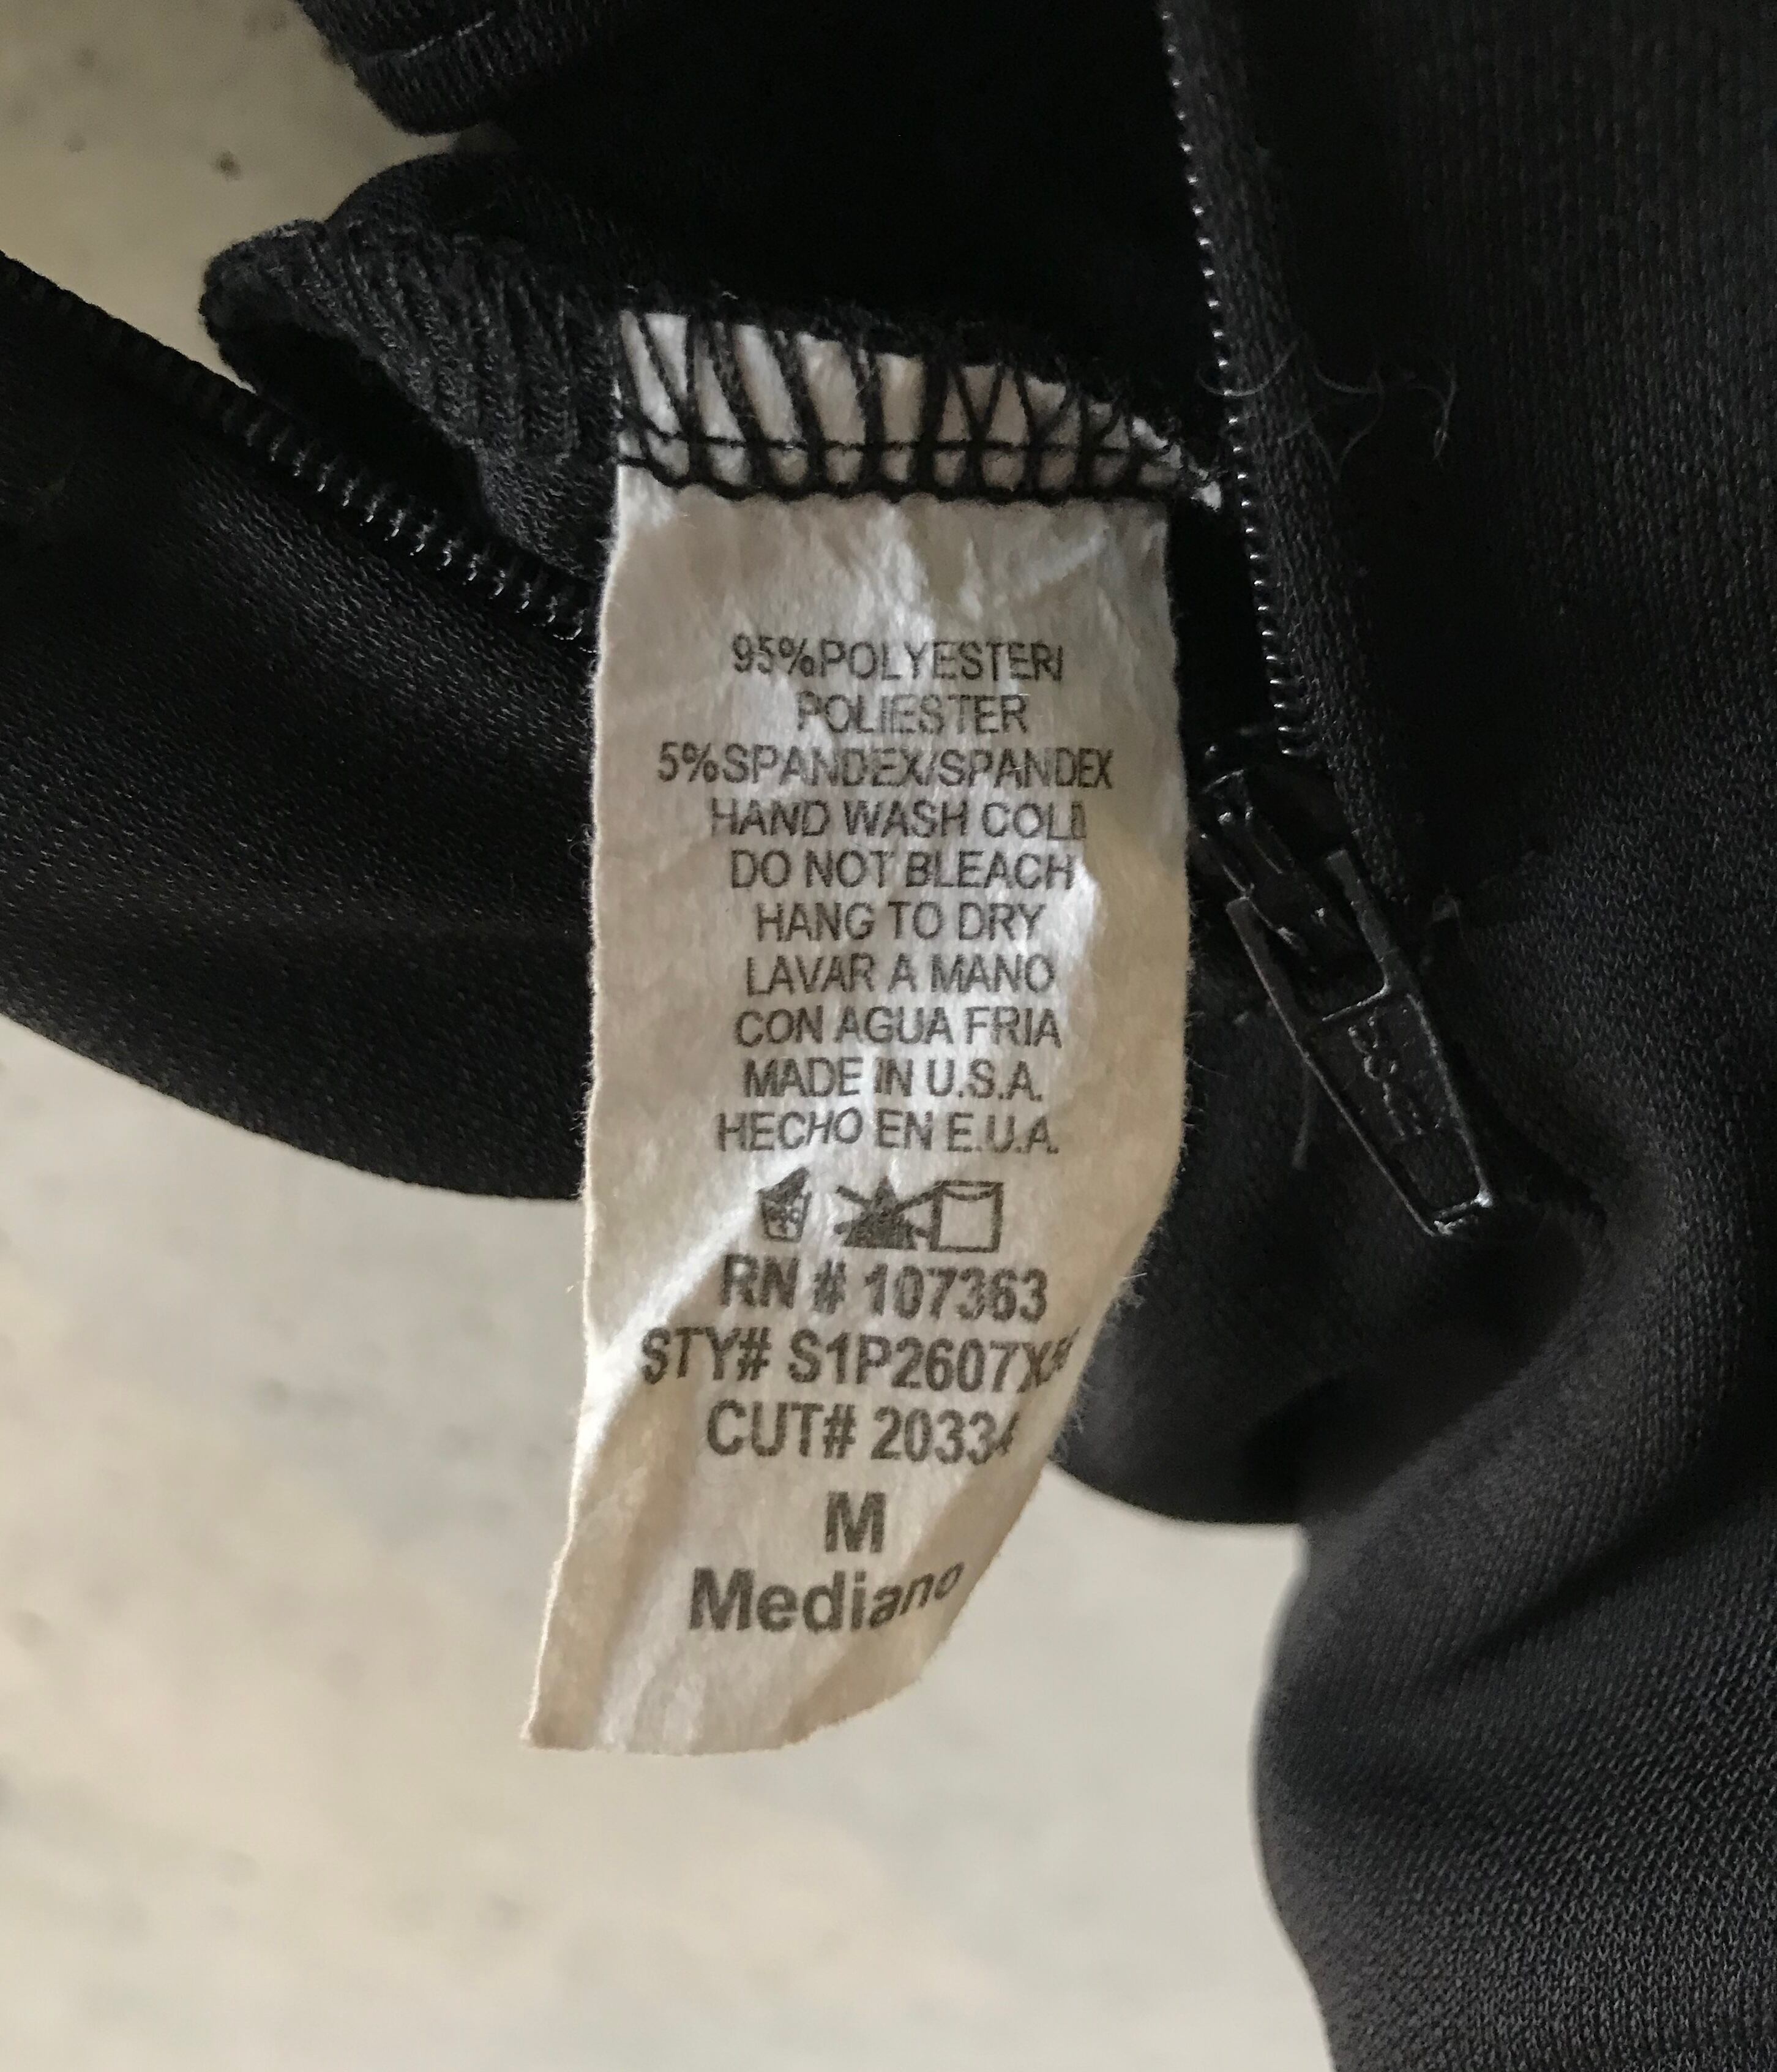 95%POLYESTER/
POLIESTER
5%SPANDEX/SPANDEX
HAND WASH COLD
DO NOT BLEACH
HANG TO DRY
LAVAR A MANO
CON AGUA FRIA
MADE IN U.S.A.
HECHO EN E.U.A.
RN # 107363
STY#
CUT#
M
Mediano